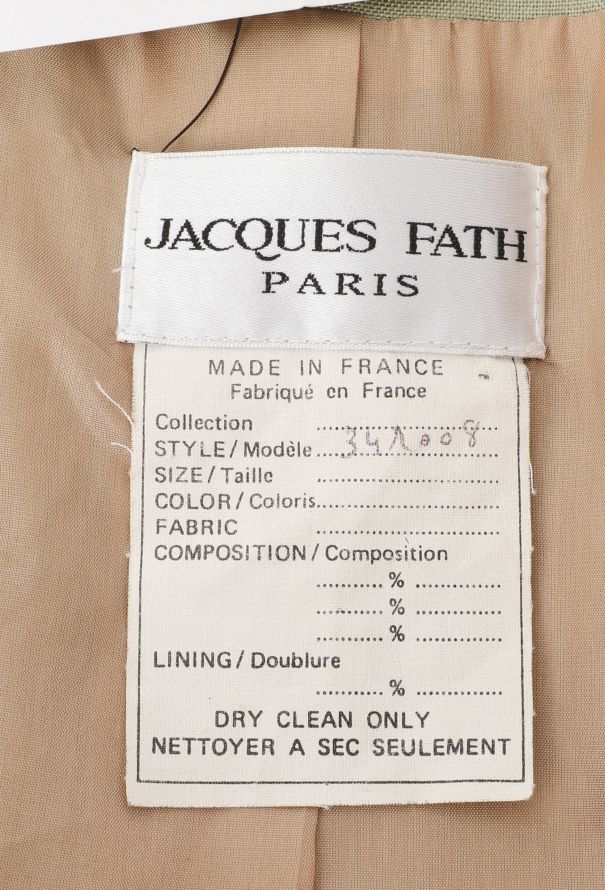 JACQUES FATH
PARIS
MADE IN FRANCE
Fabriqué en France
Collection ..............................
STYLE / Modèle .... 341008
SIZE / Taille ..............................
COLOR / Coloris..............................
FABRIC ..............................
COMPOSITION / Composition
........... % ..............
........... % ..............
........... % ..............
LINING / Doublure
........... % ..............
DRY CLEAN ONLY
NETTOYER A SEC SEULEMENT